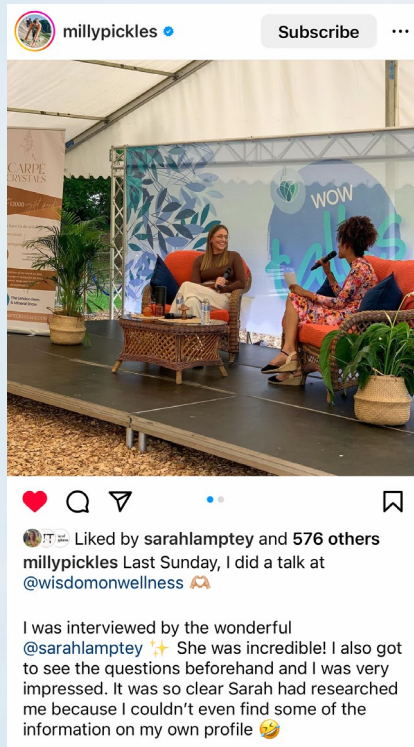 millypickles
Subscribe
CARPÉ
CRYSTALS
WOW
talks
Liked by sarahlamptey and 576 others
millypickles Last Sunday, I did a talk at
@wisdomonwellness 🫶🏽
I was interviewed by the wonderful
@sarahlamptey ✨ She was incredible! I also got
to see the questions beforehand and I was very
impressed. It was so clear Sarah had researched
me because I couldn’t even find some of the
information on my own profile 🤣